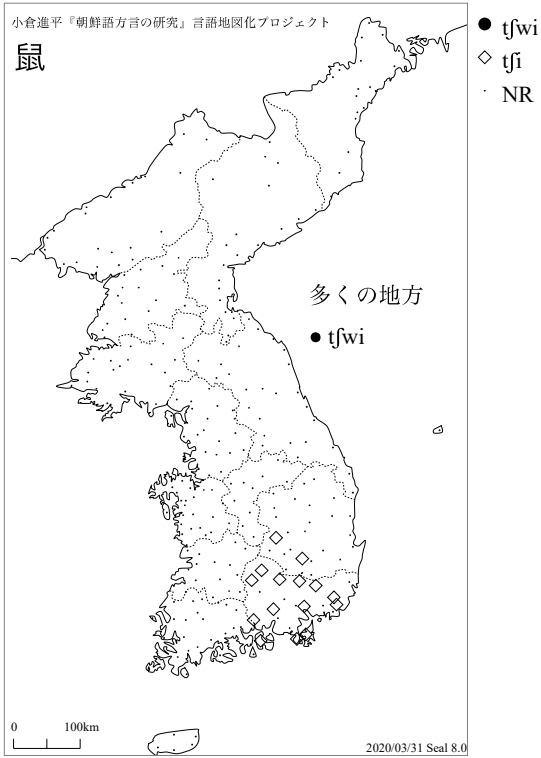 小倉進平『朝鮮語方言の研究』言語地図化プロジェクト
鼠
● tʃwi
◇ tʃi
· NR
多くの地方
● tʃwi
0 100km
2020/03/31 Seal 8.0